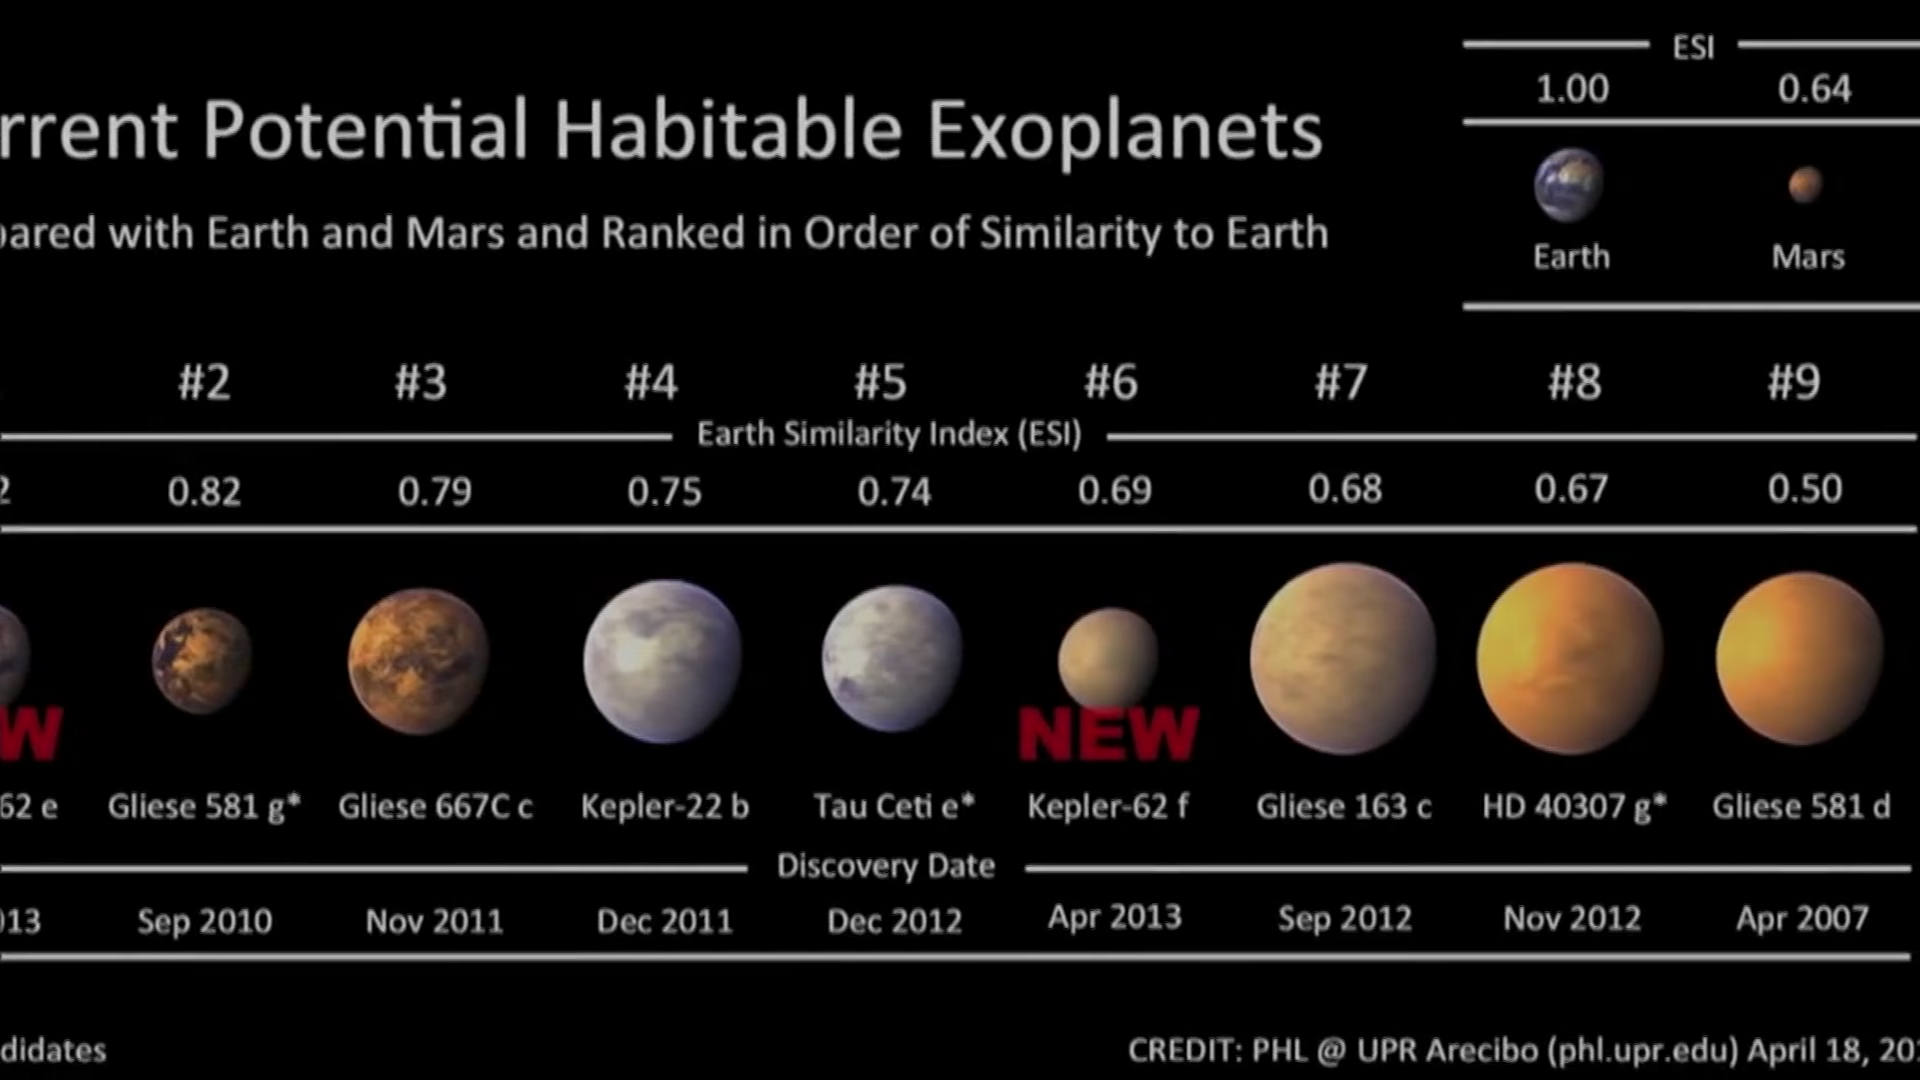 ESI
1.00 0.64
rrent Potential Habitable Exoplanets
pared with Earth and Mars and Ranked in Order of Similarity to Earth
Earth Mars
#2 #3 #4 #5 #6 #7 #8 #9
Earth Similarity Index (ESI)
2 0.82 0.79 0.75 0.74 0.69 0.68 0.67 0.50
W NEW
62 e Gliese 581 g* Gliese 667C c Kepler-22 b Tau Ceti e* Kepler-62 f Gliese 163 c HD 40307 g* Gliese 581 d
Discovery Date
013 Sep 2010 Nov 2011 Dec 2011 Dec 2012 Apr 2013 Sep 2012 Nov 2012 Apr 2007
didates
CREDIT: PHL @ UPR Arecibo (phl.upr.edu) April 18, 20